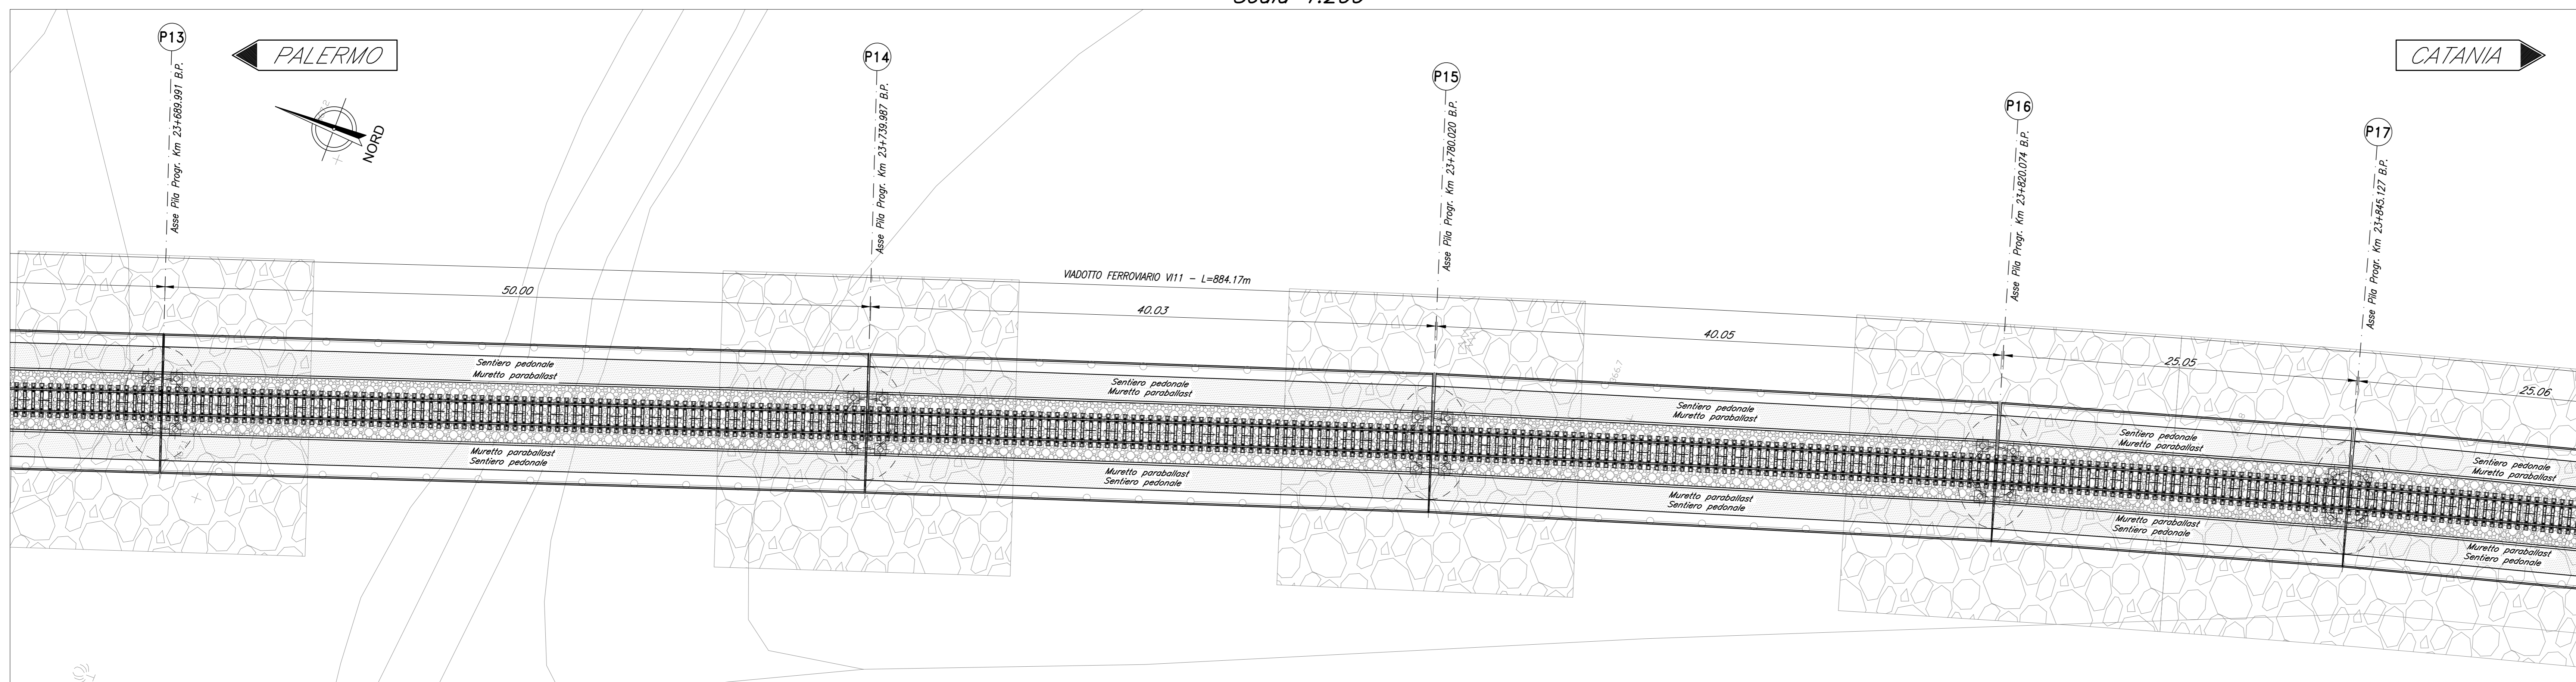 P13
PALERMO
P14
P15
P16
P17
CATANIA
NORD
Asse Pila Progr. Km 23+689.991 B.P.
Asse Pila Progr. Km 23+739.987 B.P.
Asse Pila Progr. Km 23+780.020 B.P.
Asse Pila Progr. Km 23+820.074 B.P.
Asse Pila Progr. Km 23+845.127 B.P.
VIADOTTO FERROVIARIO VI11 - L=884.17m
50.00
40.03
40.05
25.05
25.06
Sentiero pedonale
Muretto paraballast
Muretto paraballast
Sentiero pedonale
Sentiero pedonale
Muretto paraballast
Muretto paraballast
Sentiero pedonale
Sentiero pedonale
Muretto paraballast
Muretto paraballast
Sentiero pedonale
Sentiero pedonale
Muretto paraballast
Muretto paraballast
Sentiero pedonale
Sentiero pedonale
Muretto paraballast
Muretto paraballast
Sentiero pedonale